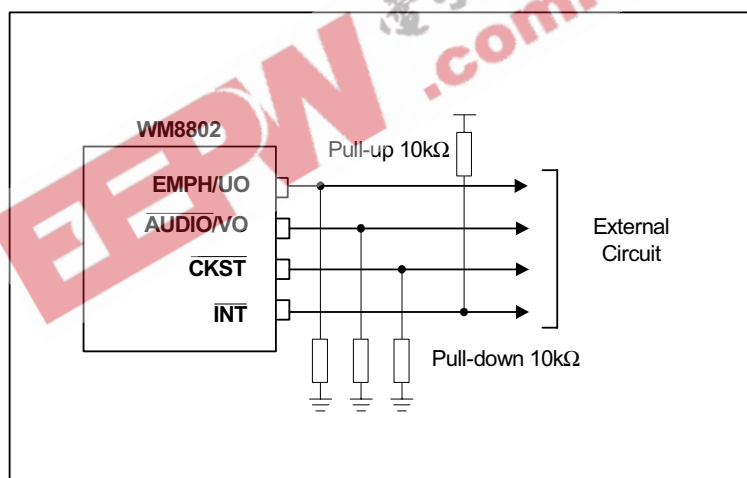 EEPW
.com
WM8802
Pull-up 10kΩ
EMPH/UO
AUDIO/VO
CKST
INT
External
Circuit
Pull-down 10kΩ